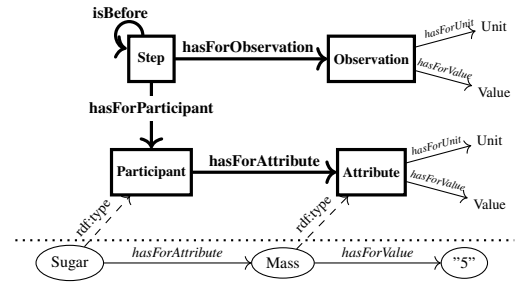 isBefore
hasForObservation
Step
Observation
hasForUnit
Unit
hasForValue
Value
hasForParticipant
hasForAttribute
Participant
Attribute
hasForUnit
Unit
hasForValue
Value
rdf:type
rdf:type
Sugar
hasForAttribute
Mass
hasForValue
"5"